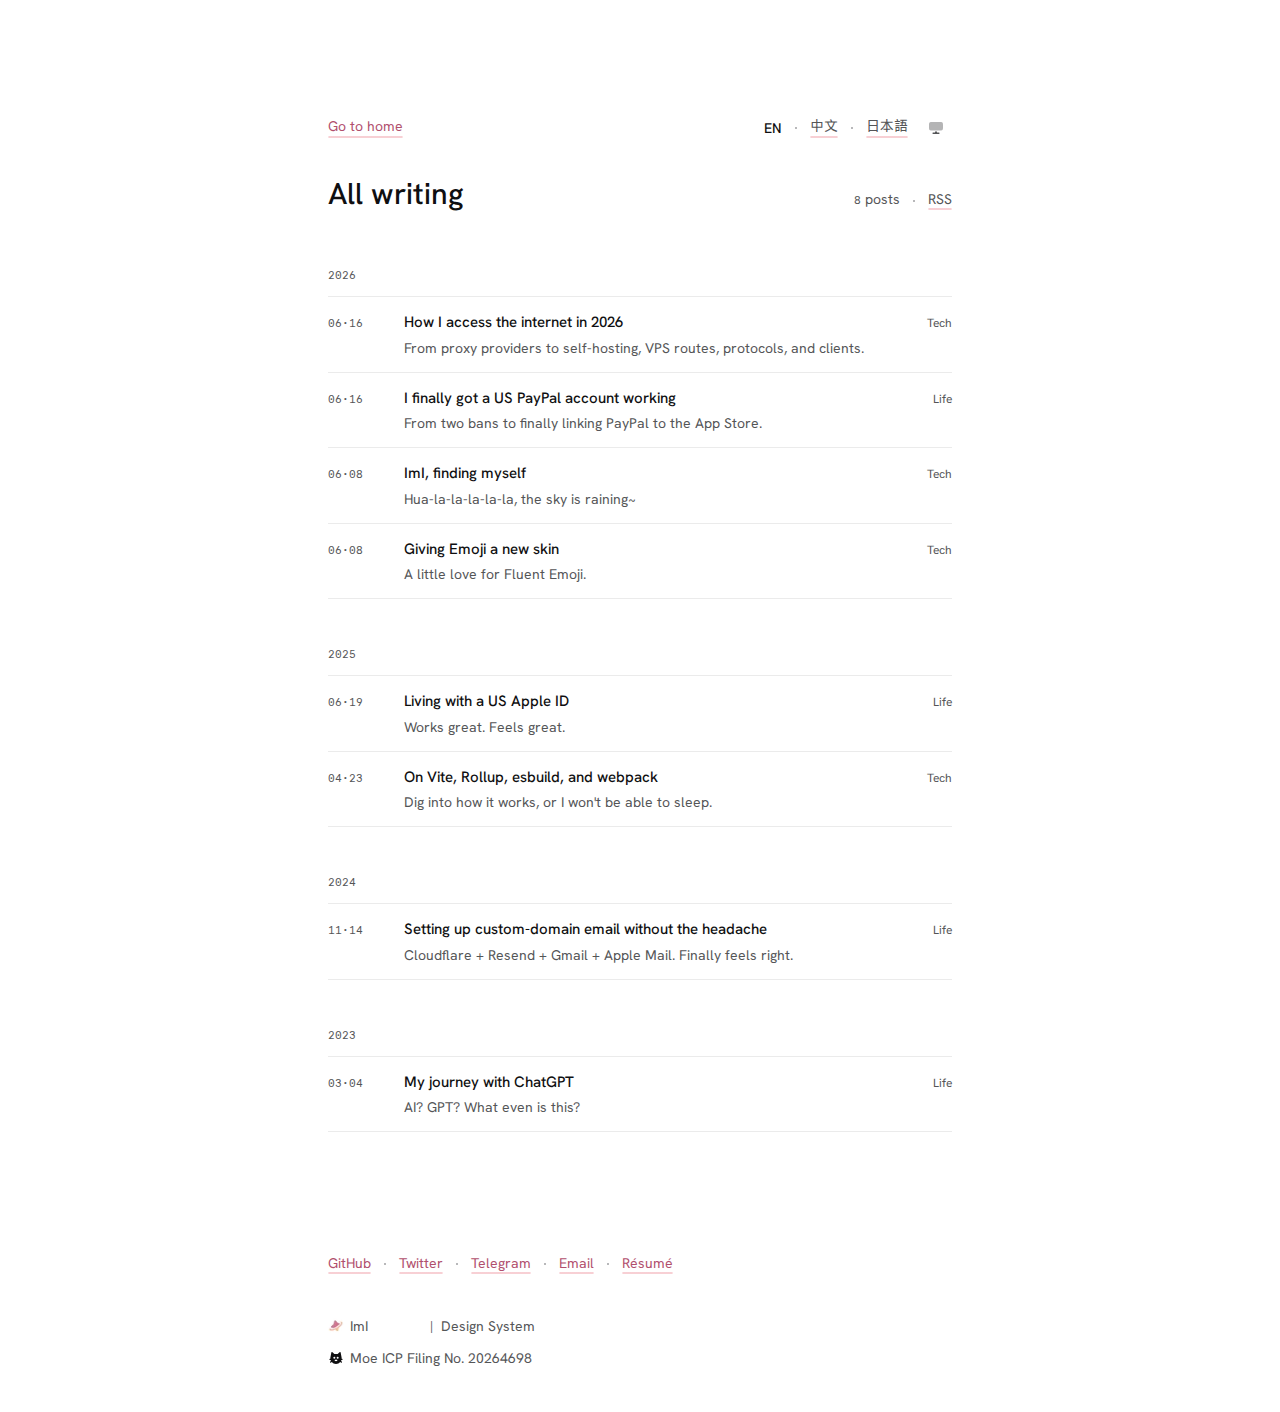 Go to home
EN · 中文 · 日本語
All writing
8 posts · RSS
2026
06·16 How I access the internet in 2026 Tech
From proxy providers to self-hosting, VPS routes, protocols, and clients.
06·16 I finally got a US PayPal account working Life
From two bans to finally linking PayPal to the App Store.
06·08 ImI, finding myself Tech
Hua-la-la-la-la-la, the sky is raining~
06·08 Giving Emoji a new skin Tech
A little love for Fluent Emoji.
2025
06·19 Living with a US Apple ID Life
Works great. Feels great.
04·23 On Vite, Rollup, esbuild, and webpack Tech
Dig into how it works, or I won't be able to sleep.
2024
11·14 Setting up custom-domain email without the headache Life
Cloudflare + Resend + Gmail + Apple Mail. Finally feels right.
2023
03·04 My journey with ChatGPT Life
AI? GPT? What even is this?
GitHub · Twitter · Telegram · Email · Résumé
ImI | Design System
Moe ICP Filing No. 20264698